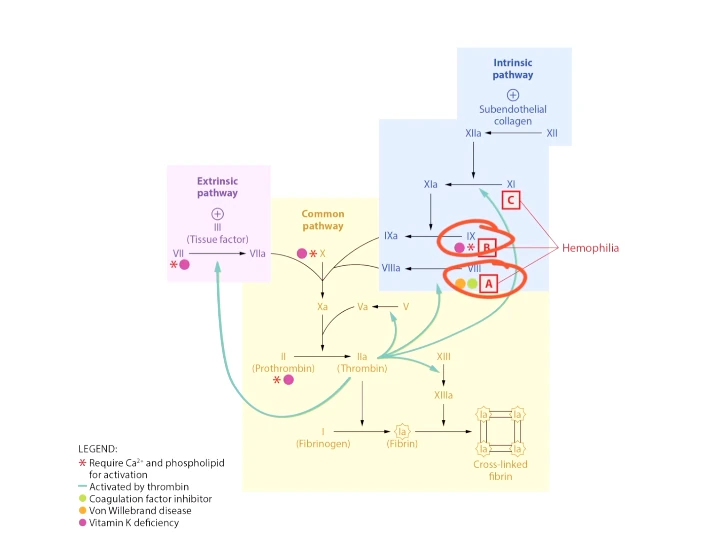 Intrinsic
pathway
+
Subendothelial
collagen
XIIa
XII
XIa
XI
C
Extrinsic
pathway
+
III
(Tissue factor)
VII
VIIa
*
Common
pathway
* X
IXa
IX
* B
VIIIa
VIII
A
Hemophilia
Xa
Va
V
II
(Prothrombin)
*
IIa
(Thrombin)
XIII
XIIIa
I
(Fibrinogen)
Ia
(Fibrin)
Ia
Ia
Ia
Ia
Cross-linked
fibrin
LEGEND:
* Require Ca2+ and phospholipid
for activation
Activated by thrombin
Coagulation factor inhibitor
Von Willebrand disease
Vitamin K deficiency